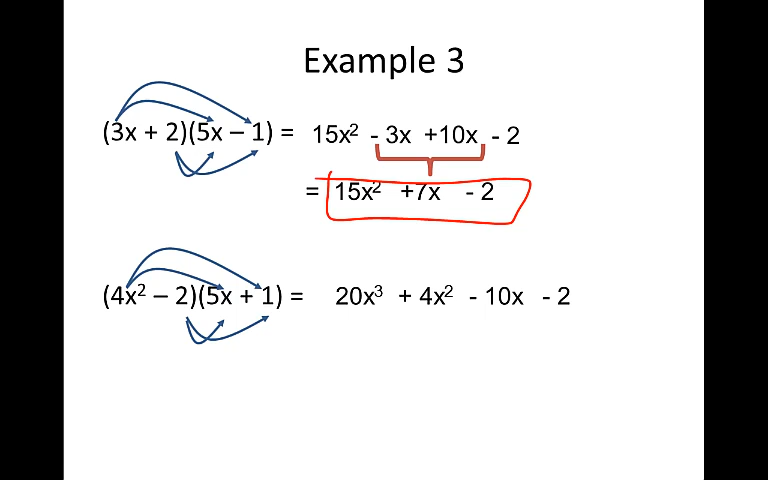 Example 3
(3x + 2)(5x – 1) = 15x² - 3x +10x - 2
= 15x² +7x - 2
(4x² – 2)(5x + 1) = 20x³ + 4x² - 10x - 2